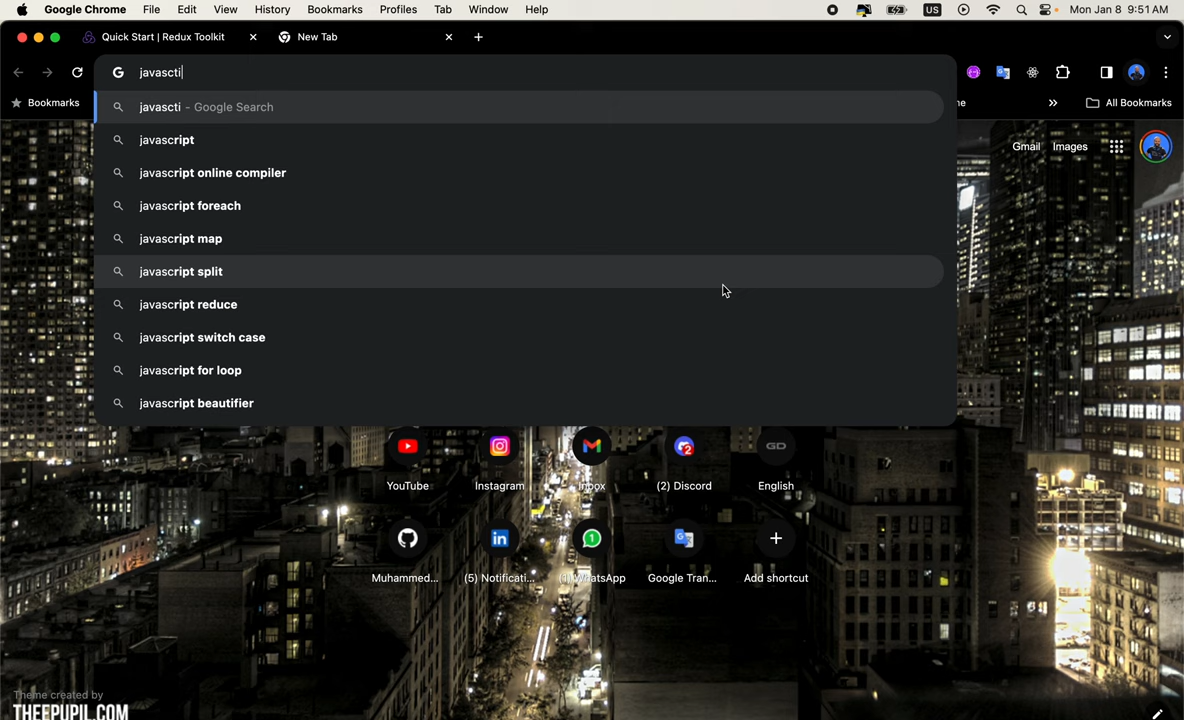 Google Chrome File Edit View History Bookmarks Profiles Tab Window Help US Mon Jan 8 9:51 AM
Quick Start | Redux Toolkit New Tab
javascti
Bookmarks me All Bookmarks
javascti - Google Search
javascript
javascript online compiler
javascript foreach
javascript map
javascript split
javascript reduce
javascript switch case
javascript for loop
javascript beautifier
Gmail Images
GD
YouTube Instagram Inbox (2) Discord English
Muhammed... (5) Notificati... (1) WhatsApp Google Tran... Add shortcut
Theme created by
THEEPUPIL.COM